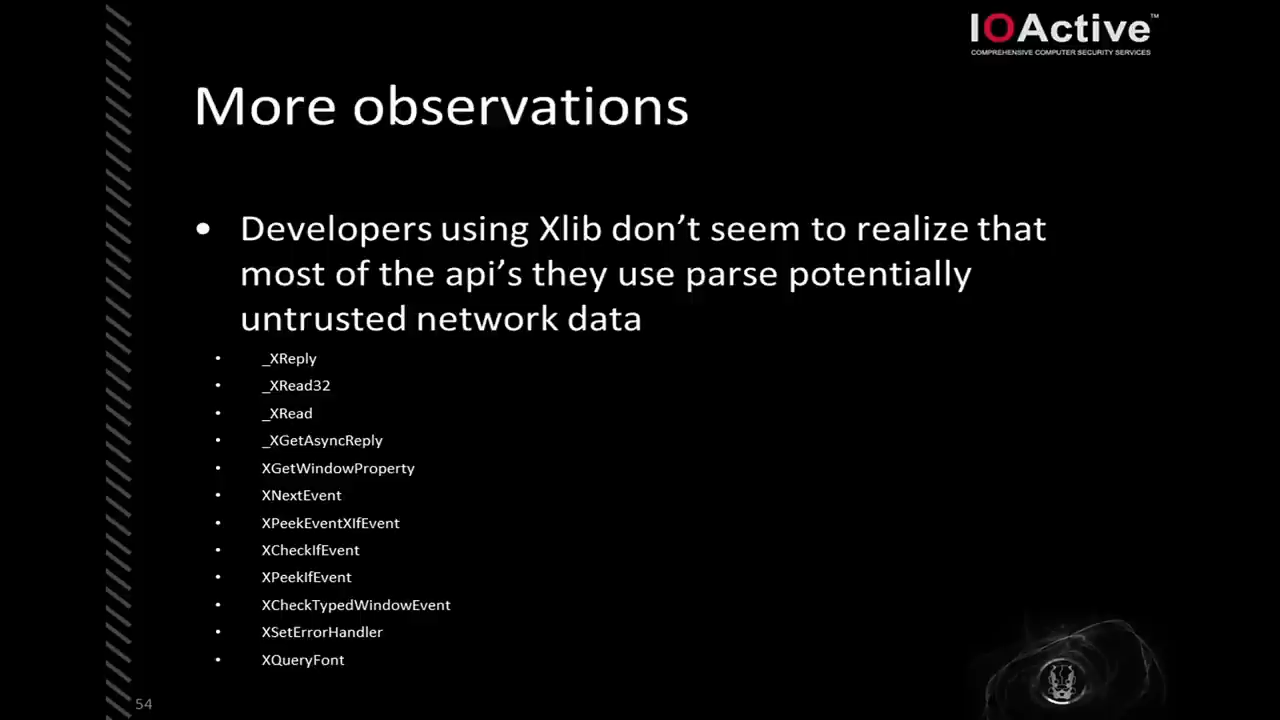 IOActive™
COMPREHENSIVE COMPUTER SECURITY SERVICES
More observations
• Developers using Xlib don’t seem to realize that
most of the api’s they use parse potentially
untrusted network data
• _XReply
• _XRead32
• _XRead
• _XGetAsyncReply
• XGetWindowProperty
• XNextEvent
• XPeekEventXIfEvent
• XCheckIfEvent
• XPeekIfEvent
• XCheckTypedWindowEvent
• XSetErrorHandler
• XQueryFont
54